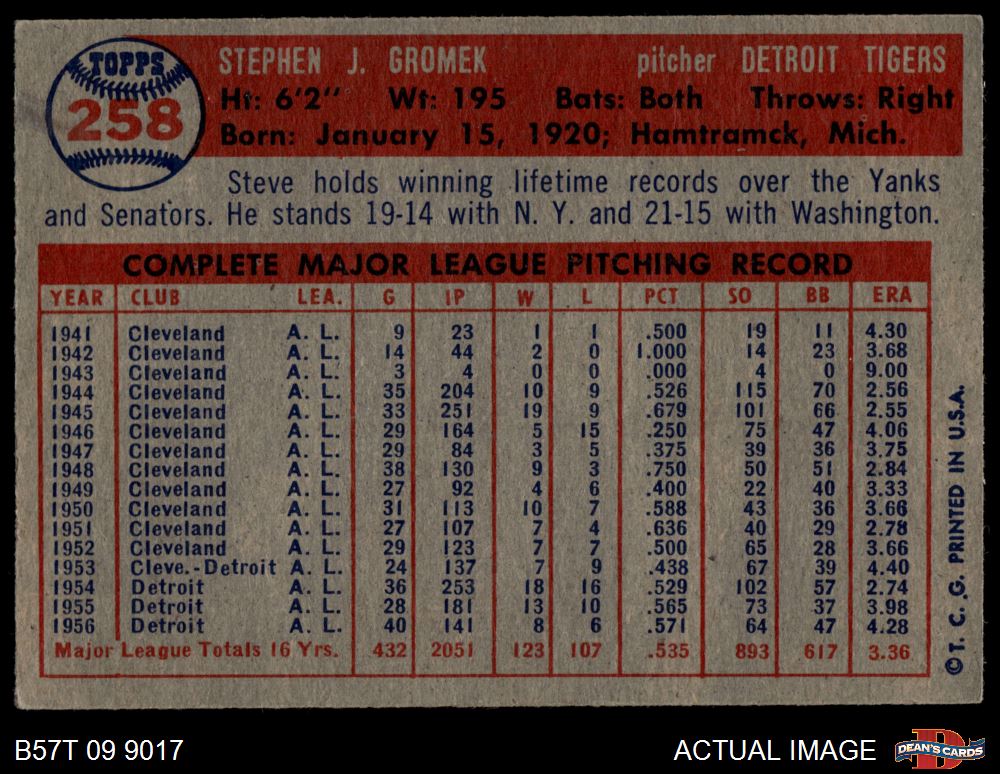 TOPPS
258
STEPHEN J. GROMEK pitcher DETROIT TIGERS
Ht: 6'2" Wt: 195 Bats: Both Throws: Right
Born: January 15, 1920; Hamtramck, Mich.
Steve holds winning lifetime records over the Yanks
and Senators. He stands 19-14 with N. Y. and 21-15 with Washington.
COMPLETE MAJOR LEAGUE PITCHING RECORD
YEAR CLUB LEA. G IP W L PCT SO BB ERA
1941 Cleveland A. L. 9 23 1 1 .500 19 11 4.30
1942 Cleveland A. L. 14 44 2 0 1.000 14 23 3.68
1943 Cleveland A. L. 3 4 0 0 .000 4 0 9.00
1944 Cleveland A. L. 35 204 10 9 .526 115 70 2.56
1945 Cleveland A. L. 33 251 19 9 .679 101 66 2.55
1946 Cleveland A. L. 29 164 5 15 .250 75 47 4.06
1947 Cleveland A. L. 29 84 3 5 .375 39 36 3.75
1948 Cleveland A. L. 38 130 9 3 .750 50 51 2.84
1949 Cleveland A. L. 27 92 4 6 .400 22 40 3.33
1950 Cleveland A. L. 31 113 10 7 .588 43 36 3.66
1951 Cleveland A. L. 27 107 7 4 .636 40 29 2.78
1952 Cleveland A. L. 29 123 7 7 .500 65 28 3.66
1953 Cleve.-Detroit A. L. 24 137 7 9 .438 67 39 4.40
1954 Detroit A. L. 36 253 18 16 .529 102 57 2.74
1955 Detroit A. L. 28 181 13 10 .565 73 37 3.98
1956 Detroit A. L. 40 141 8 6 .571 64 47 4.28
Major League Totals 16 Yrs. 432 2051 123 107 .535 893 617 3.36
©T. C. G. PRINTED IN U.S.A.
B57T 09 9017 ACTUAL IMAGE
D
DEAN'S CARDS